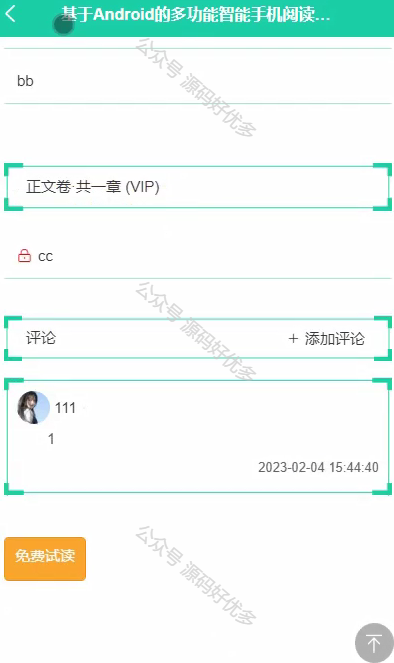 基于Android的多功能智能手机阅读...
bb
公众号 源码好优多
正文卷·共一章 (VIP)
cc
公众号 源码好优多
评论
+ 添加评论
111
1
2023-02-04 15:44:40
公众号 源码好优多
免费试读